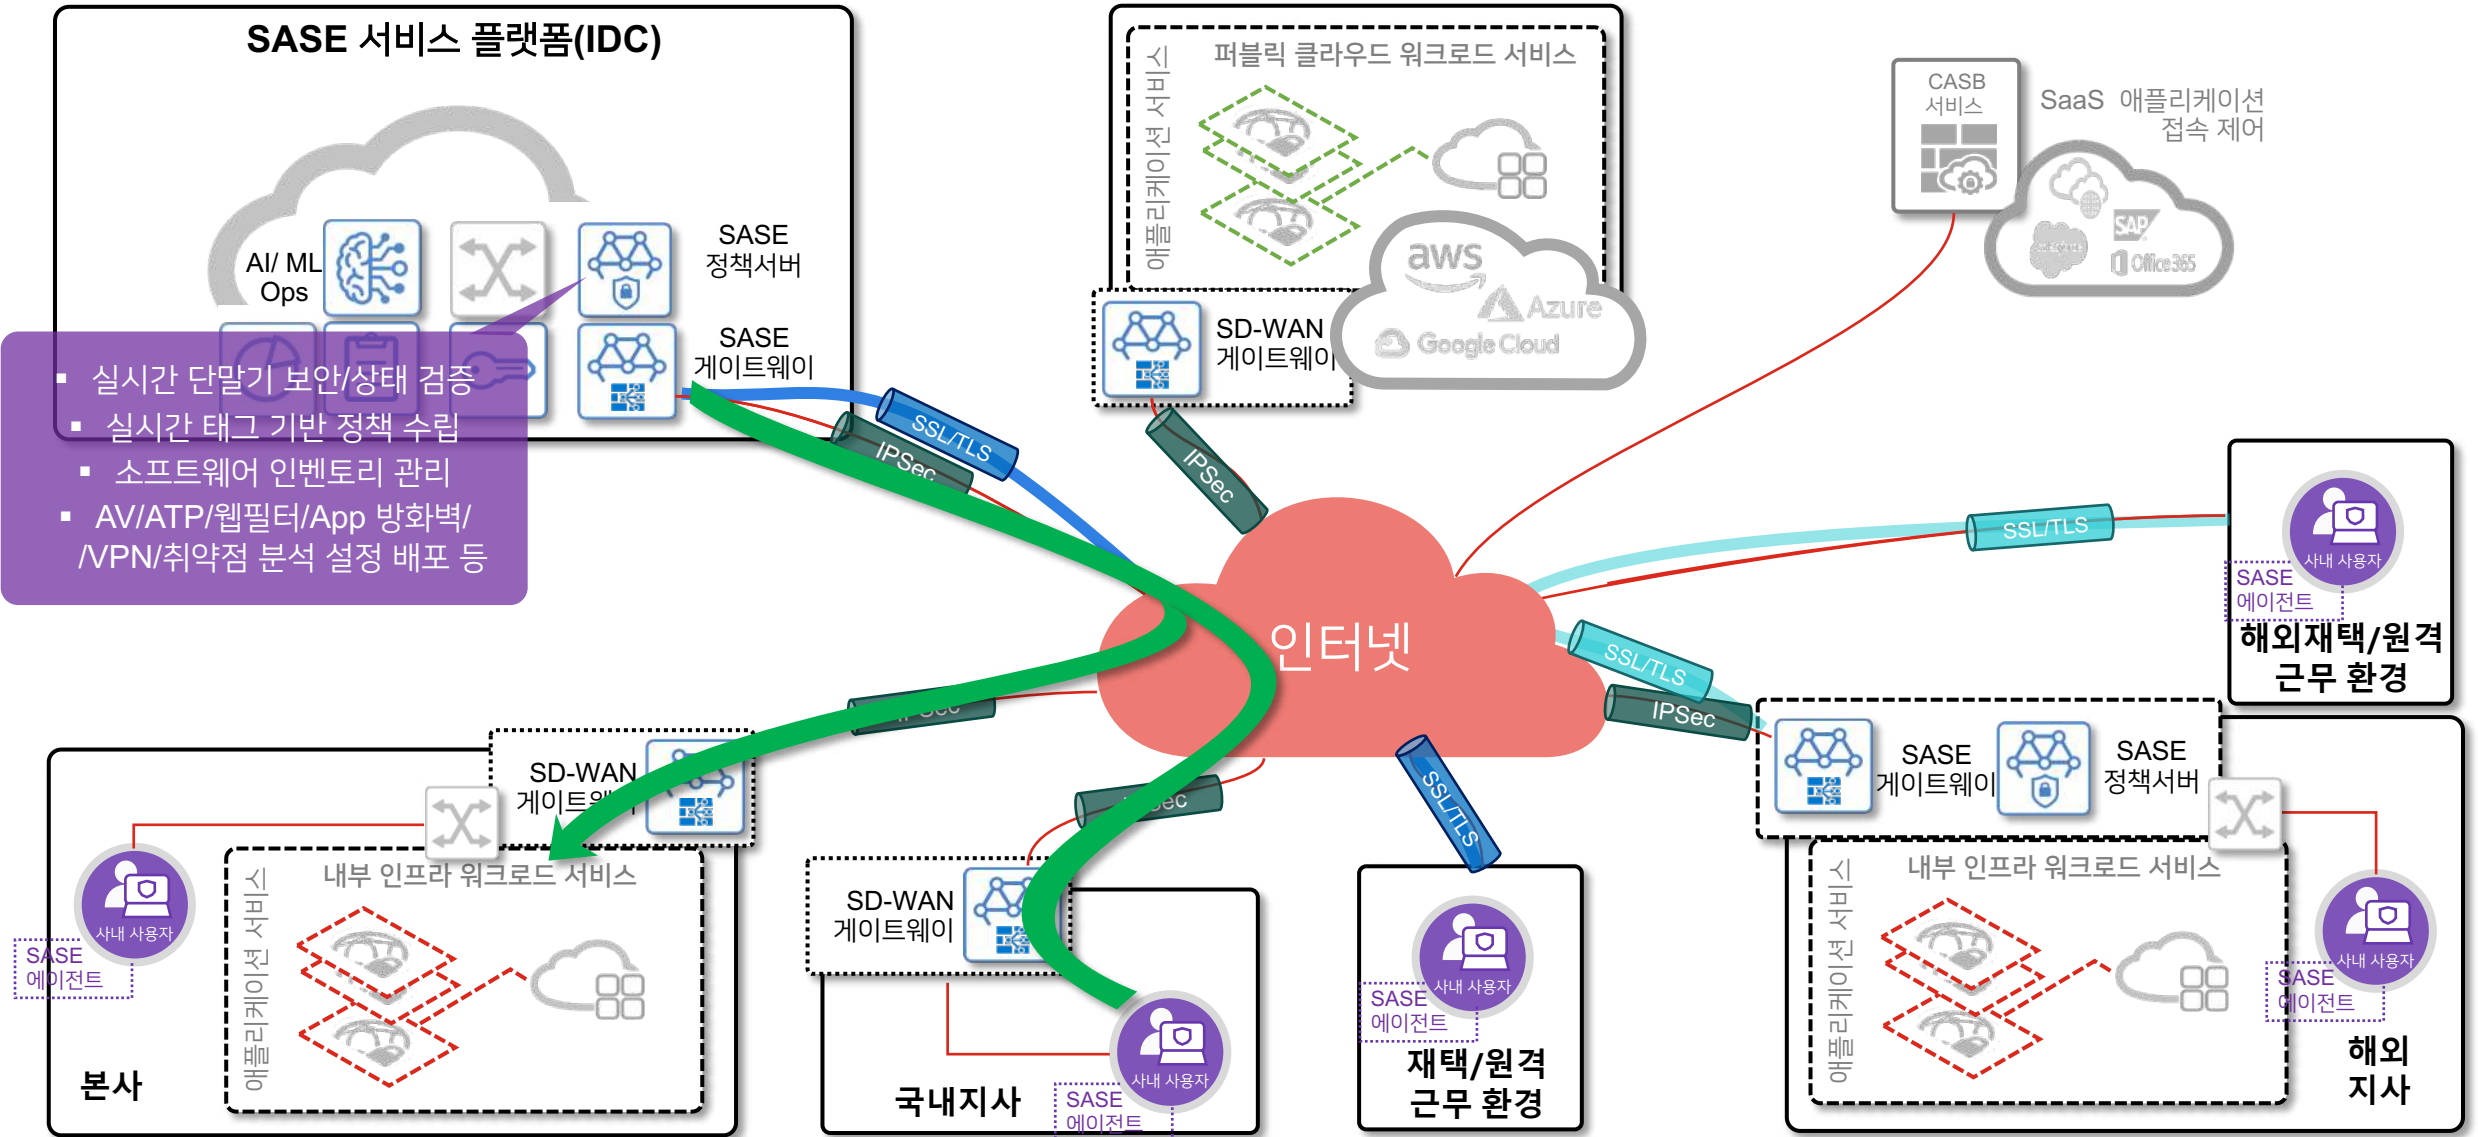 SASE 서비스 플랫폼(IDC)
AI/ ML
Ops
SASE
정책서버
SASE
게이트웨이
▪ 실시간 단말기 보안/상태 검증
▪ 실시간 태그 기반 정책 수립
▪ 소프트웨어 인벤토리 관리
▪ AV/ATP/웹필터/App 방화벽/
/VPN/취약점 분석 설정 배포 등
SSL/TLS
IPSec
퍼블릭 클라우드 워크로드 서비스
애플리케이션 서비스
aws
Azure
Google Cloud
SD-WAN
게이트웨이
IPSec
CASB
서비스
SaaS 애플리케이션
접속 제어
SAP
Office 365
인터넷
SSL/TLS
사내 사용자
SASE
에이전트
해외재택/원격
근무 환경
SSL/TLS
IPSec
SASE
게이트웨이
SASE
정책서버
내부 인프라 워크로드 서비스
애플리케이션 서비스
사내 사용자
SASE
에이전트
해외
지사
IPSec
SD-WAN
게이트웨이
내부 인프라 워크로드 서비스
애플리케이션 서비스
사내 사용자
SASE
에이전트
본사
IPSec
SD-WAN
게이트웨이
사내 사용자
SASE
에이전트
국내지사
SSL/TLS
사내 사용자
SASE
에이전트
재택/원격
근무 환경